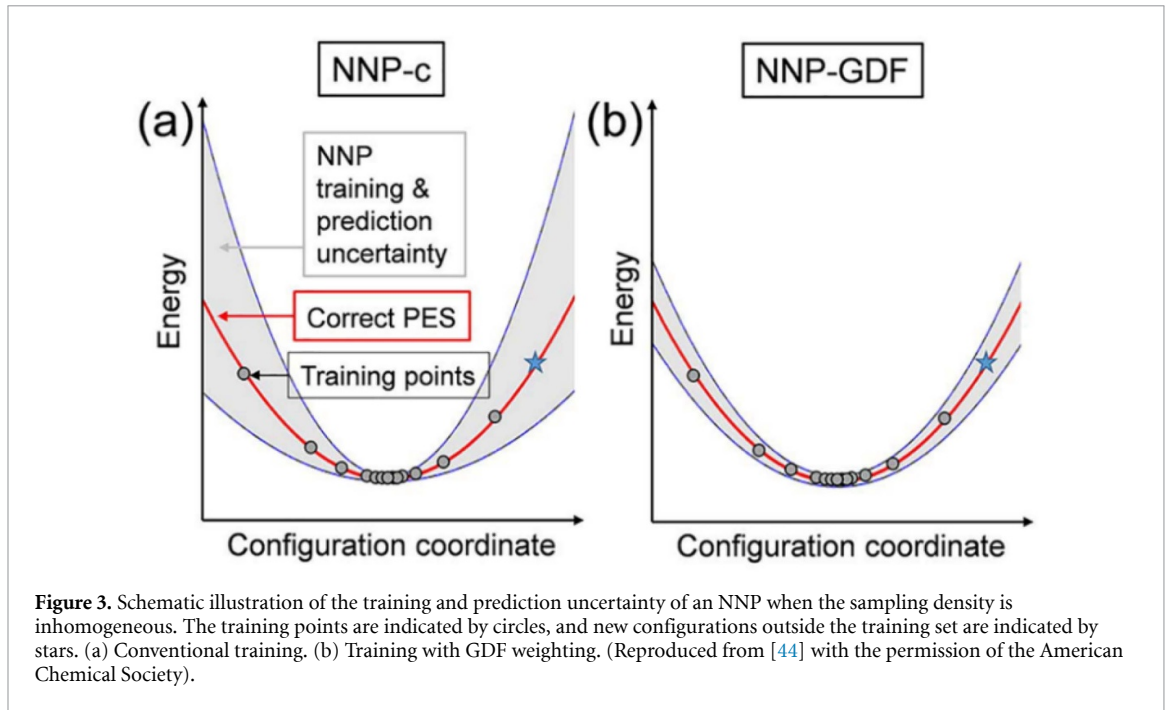 NNP-c
NNP-GDF
(a)
(b)
NNP
training &
prediction
uncertainty
Correct PES
Training points
Energy
Energy
Configuration coordinate
Configuration coordinate
Figure 3. Schematic illustration of the training and prediction uncertainty of an NNP when the sampling density is
inhomogeneous. The training points are indicated by circles, and new configurations outside the training set are indicated by
stars. (a) Conventional training. (b) Training with GDF weighting. (Reproduced from [44] with the permission of the American
Chemical Society).